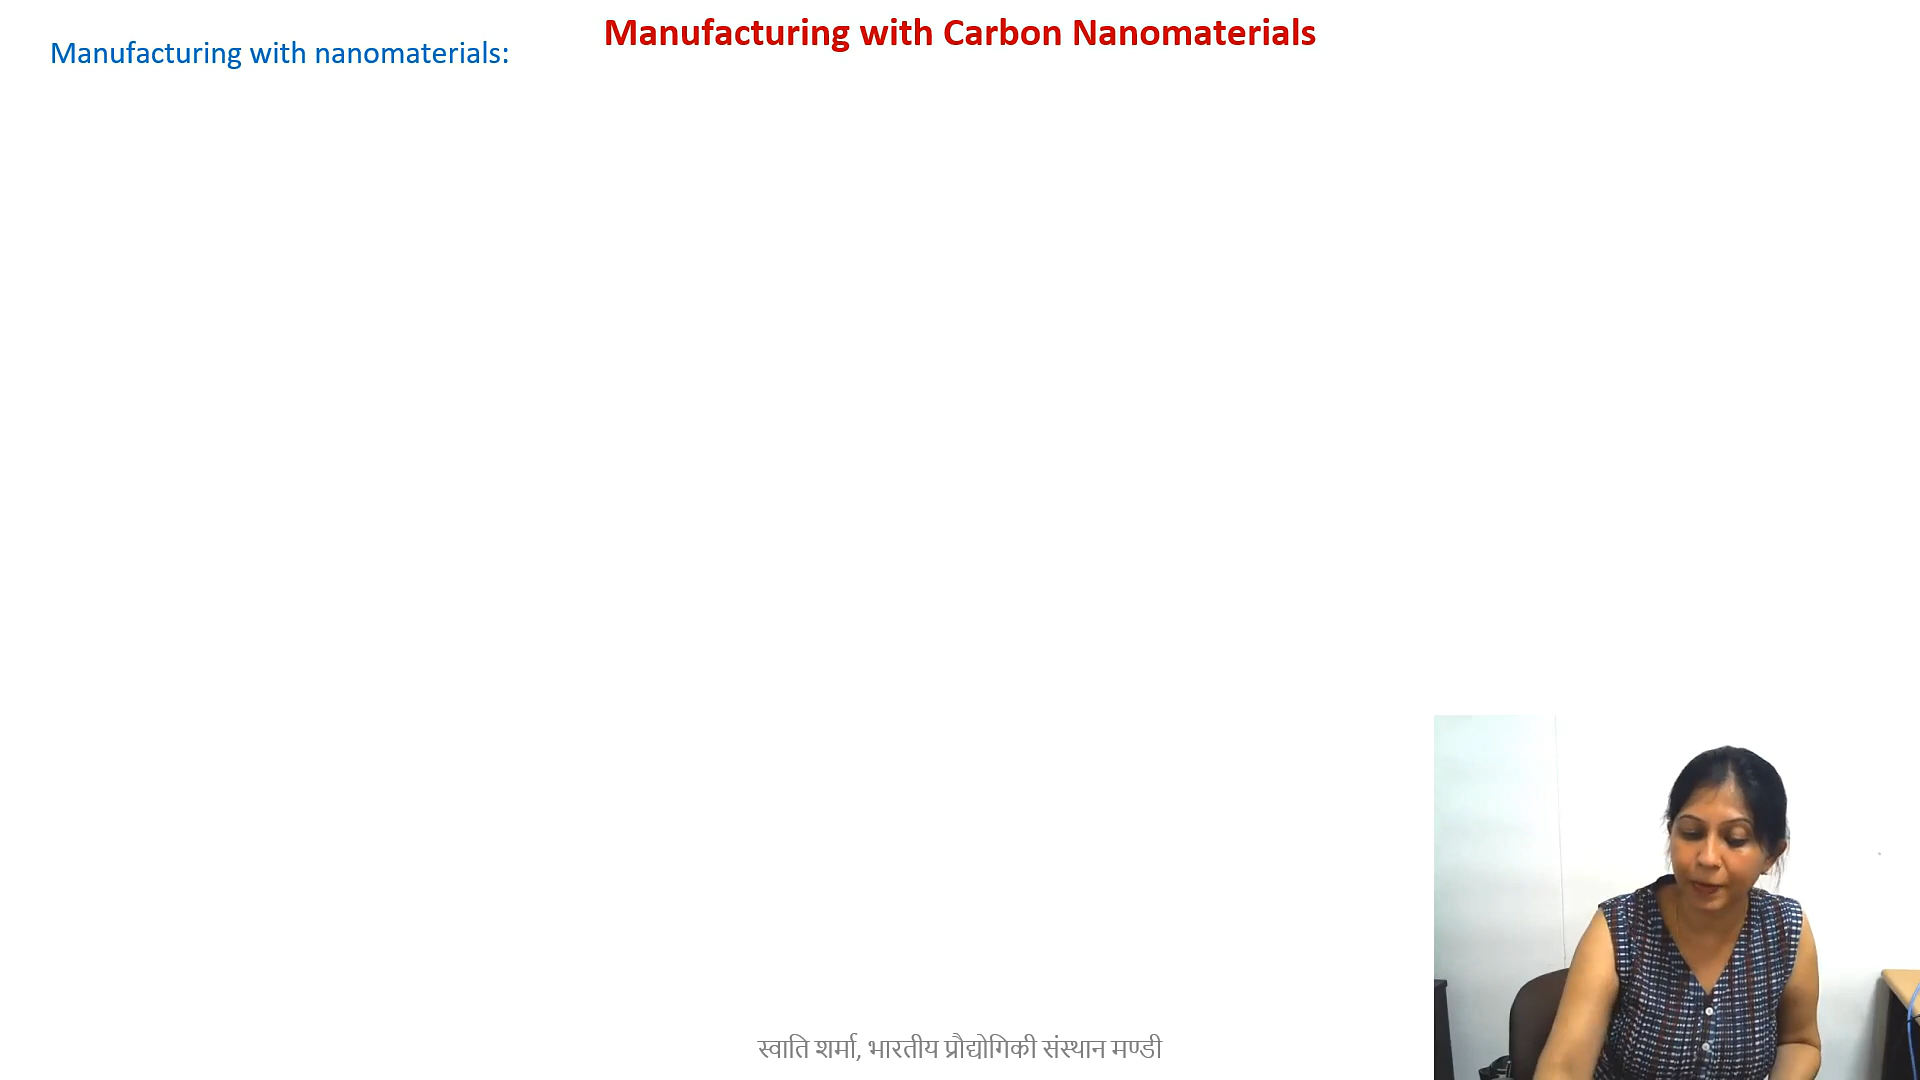 Manufacturing with Carbon Nanomaterials
Manufacturing with nanomaterials:
स्वाति शर्मा, भारतीय प्रौद्योगिकी संस्थान मण्डी